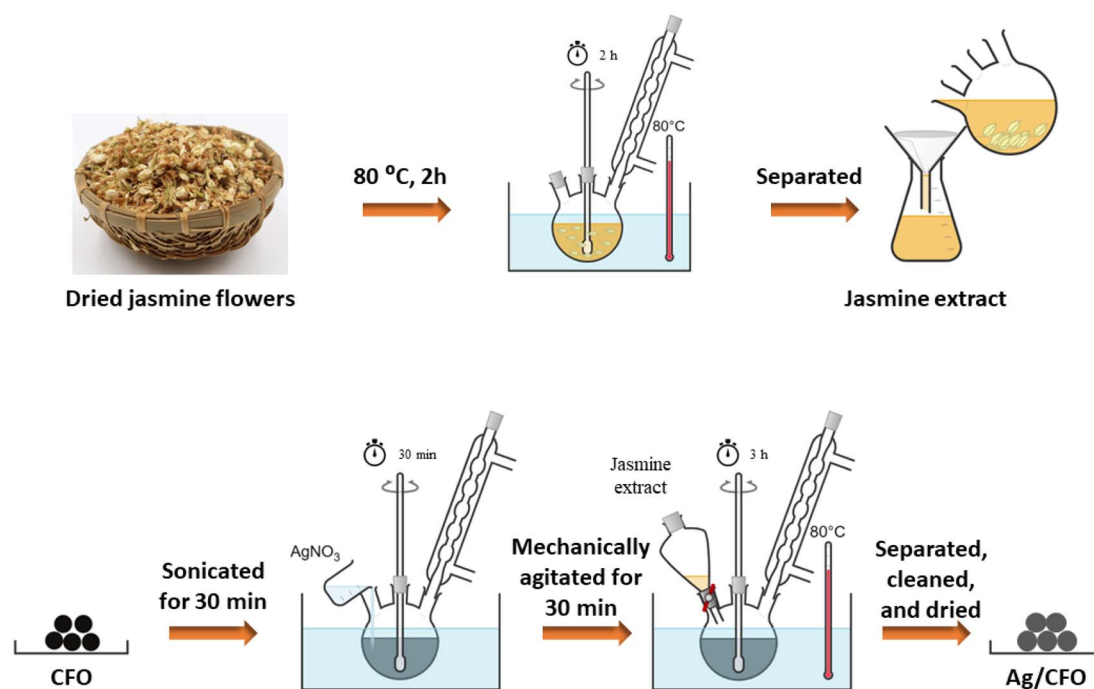 2 h
80°C
80 ⁰C, 2h
Separated
Dried jasmine flowers
Jasmine extract
30 min
3 h
Jasmine
extract
AgNO₃
80°C
Sonicated
for 30 min
Mechanically
agitated for
30 min
Separated,
cleaned,
and dried
CFO
Ag/CFO